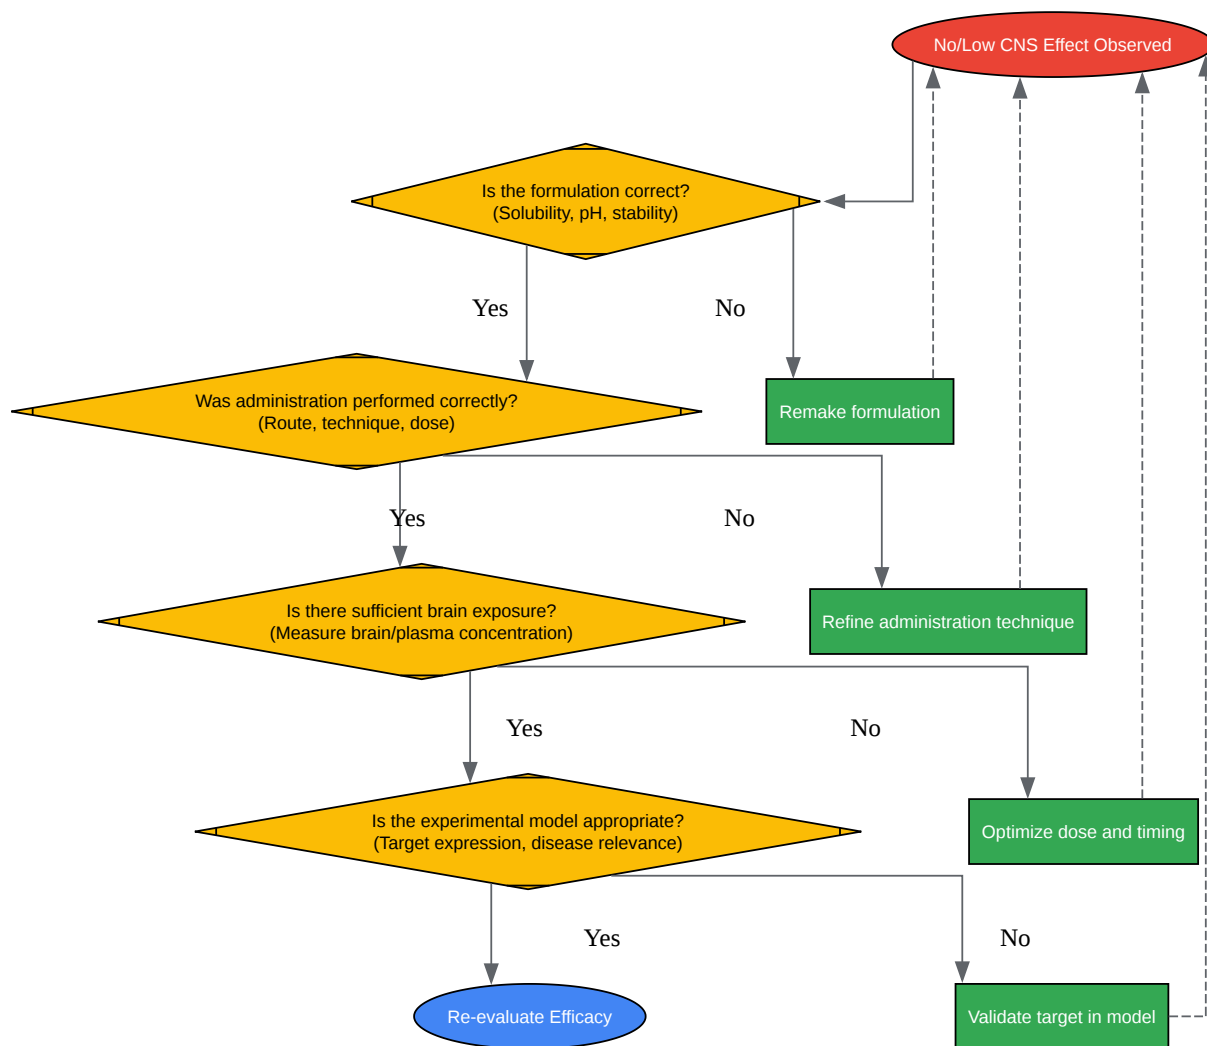 No/Low CNS Effect Observed
Is the formulation correct?
(Solubility, pH, stability)
Yes
No
Was administration performed correctly?
(Route, technique, dose)
Remake formulation
Yes
No
Is there sufficient brain exposure?
(Measure brain/plasma concentration)
Refine administration technique
Yes
No
Is the experimental model appropriate?
(Target expression, disease relevance)
Optimize dose and timing
Yes
No
Re-evaluate Efficacy
Validate target in model